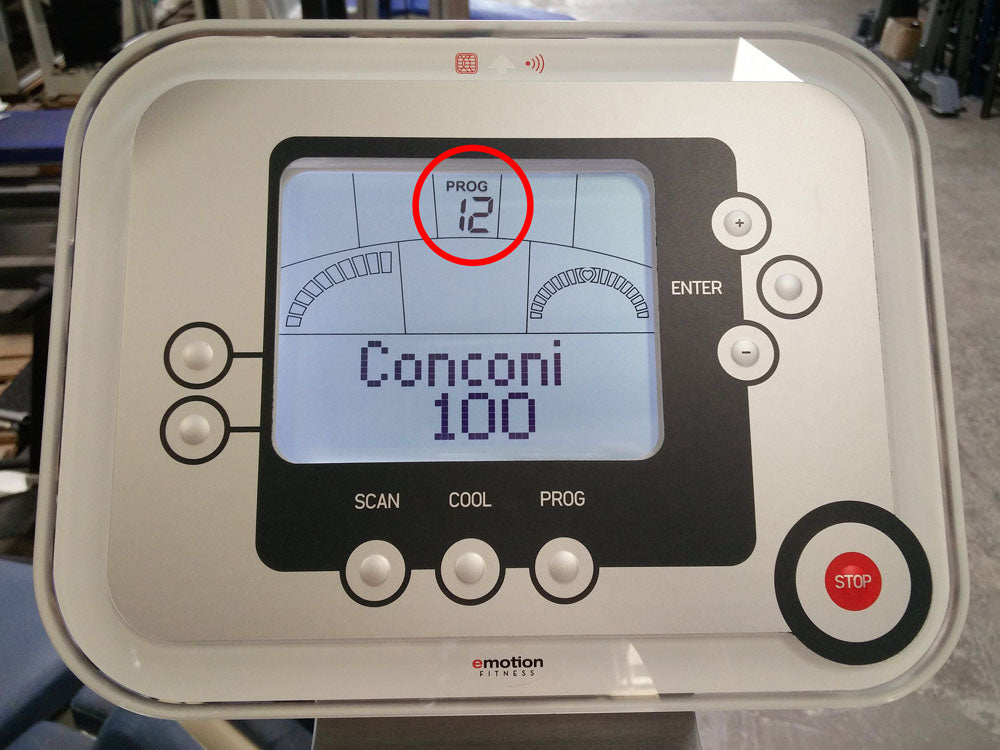 PROG
12
ENTER
+
-
Conconi
100
SCAN COOL PROG
STOP
emotion
FITNESS